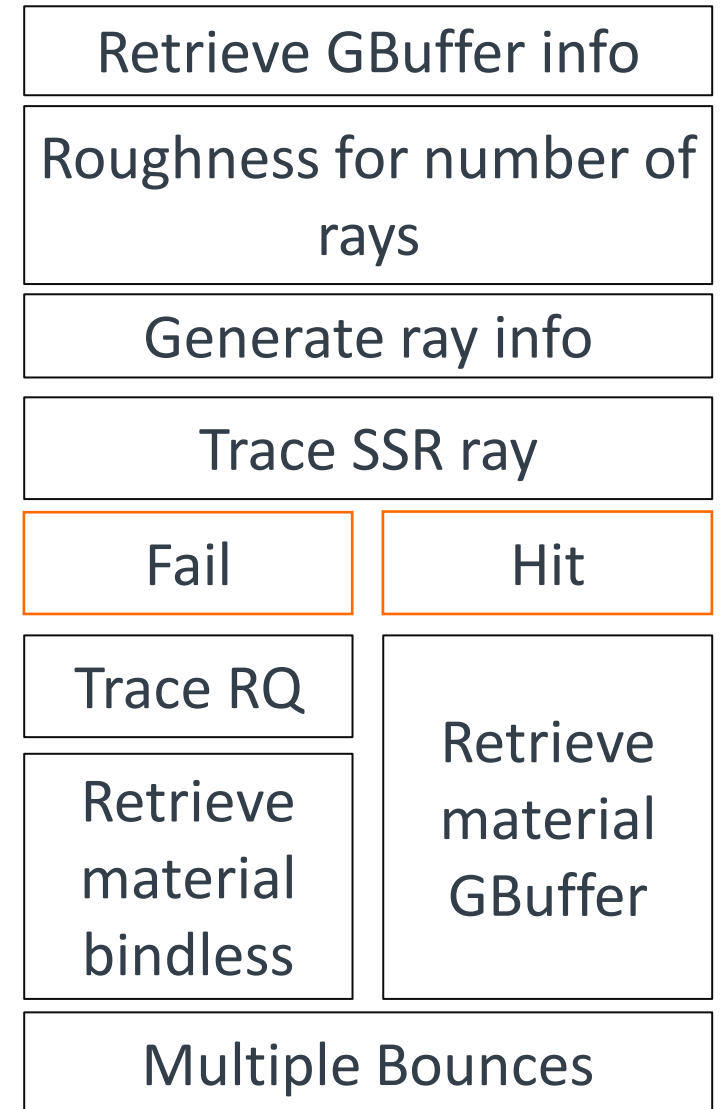 Retrieve GBuffer info
Roughness for number of
rays
Generate ray info
Trace SSR ray
Fail
Hit
Trace RQ
Retrieve
material
bindless
Retrieve
material
GBuffer
Multiple Bounces